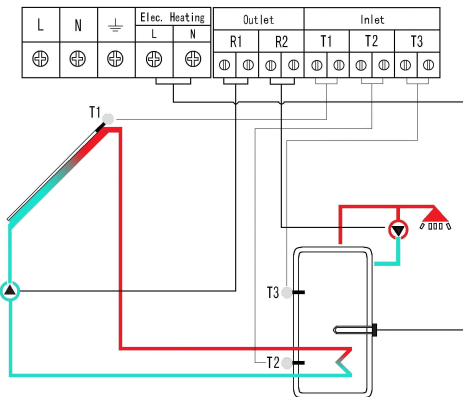 L N ⏚ Elec. Heating Outlet Inlet
L N R1 R2 T1 T2 T3
T1
T3
T2